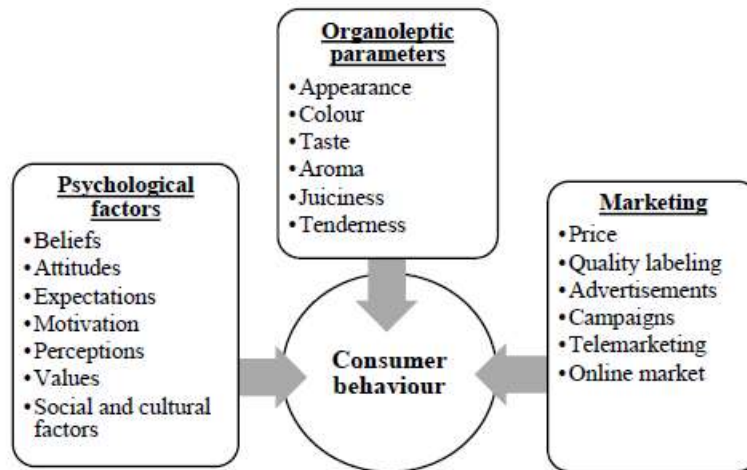 Organoleptic
parameters
•Appearance
•Colour
•Taste
•Aroma
•Juiciness
•Tenderness
Psychological
factors
•Beliefs
•Attitudes
•Expectations
•Motivation
•Perceptions
•Values
•Social and cultural
factors
Marketing
•Price
•Quality labeling
•Advertisements
•Campaigns
•Telemarketing
•Online market
Consumer
behaviour